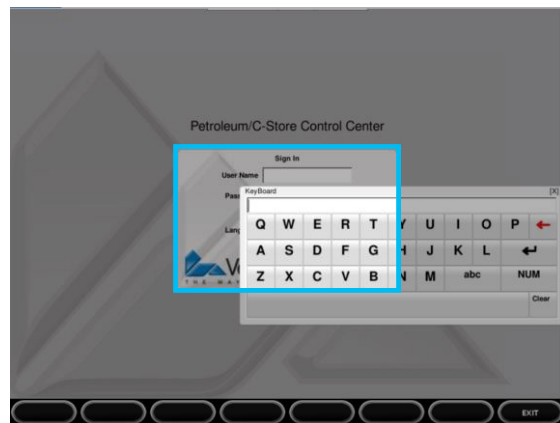 Petroleum/C-Store Control Center
Sign In
User Name
KeyBoard [X]
Q W E R T Y U I O P
A S D F G H J K L
Z X C V B N M abc NUM
Clear
EXIT